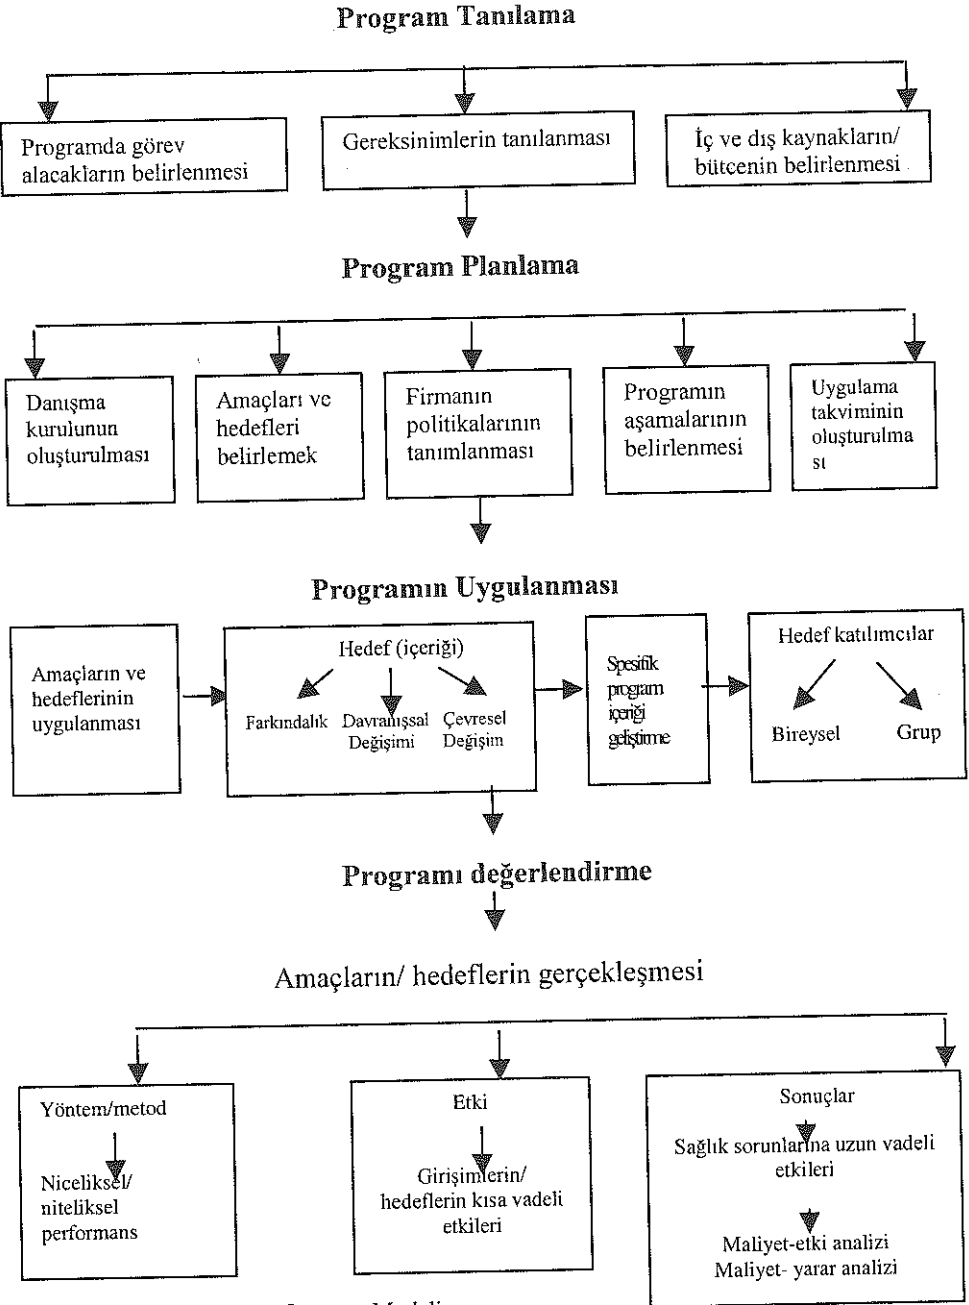 Program Tanılama
Programda görev
alacakların belirlenmesi
Gereksinimlerin tanılanması
İç ve dış kaynakların/
bütçenin belirlenmesi
Program Planlama
Danışma
kurulunun
oluşturulması
Amaçları ve
hedefleri
belirlemek
Firmanın
politikalarının
tanımlanması
Programın
aşamalarının
belirlenmesi
Uygulama
takviminin
oluşturulma
sı
Programın Uygulanması
Amaçların ve
hedeflerinin
uygulanması
Hedef (içeriği)
Farkındalık
Davranışsal
Değişimi
Çevresel
Değişim
Spesifik
program
içeriği
geliştirme
Hedef katılımcılar
Bireysel
Grup
Programı değerlendirme
Amaçların/ hedeflerin gerçekleşmesi
Yöntem/metod
Niceliksel/
niteliksel
performans
Etki
Girişimlerin/
hedeflerin kısa vadeli
etkileri
Sonuçlar
Sağlık sorunlarına uzun vadeli
etkileri
Maliyet-etki analizi
Maliyet- yarar analizi